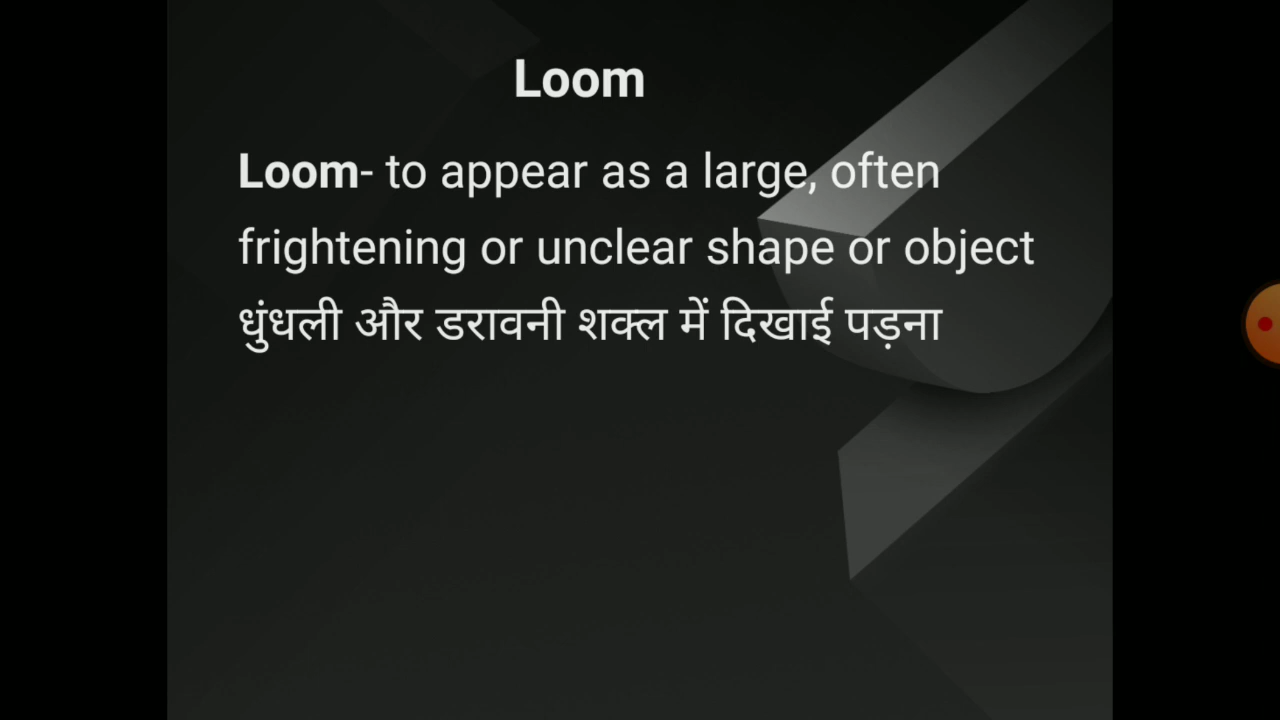 Loom
Loom- to appear as a large, often
frightening or unclear shape or object
धुंधली और डरावनी शक्ल में दिखाई पड़ना